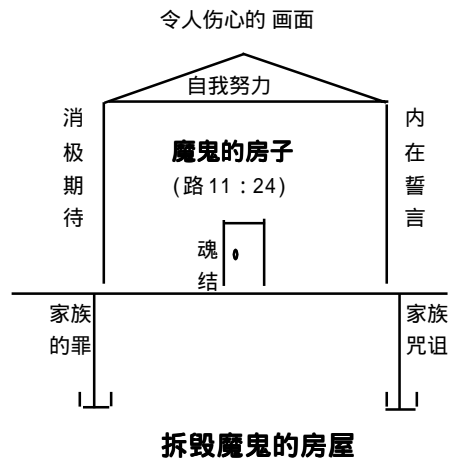 令人伤心的 画面
自我努力
消极期待
魔鬼的房子
(路 11 : 24)
内在誓言
魂结
家族
的罪
家族
咒诅
拆毁魔鬼的房屋